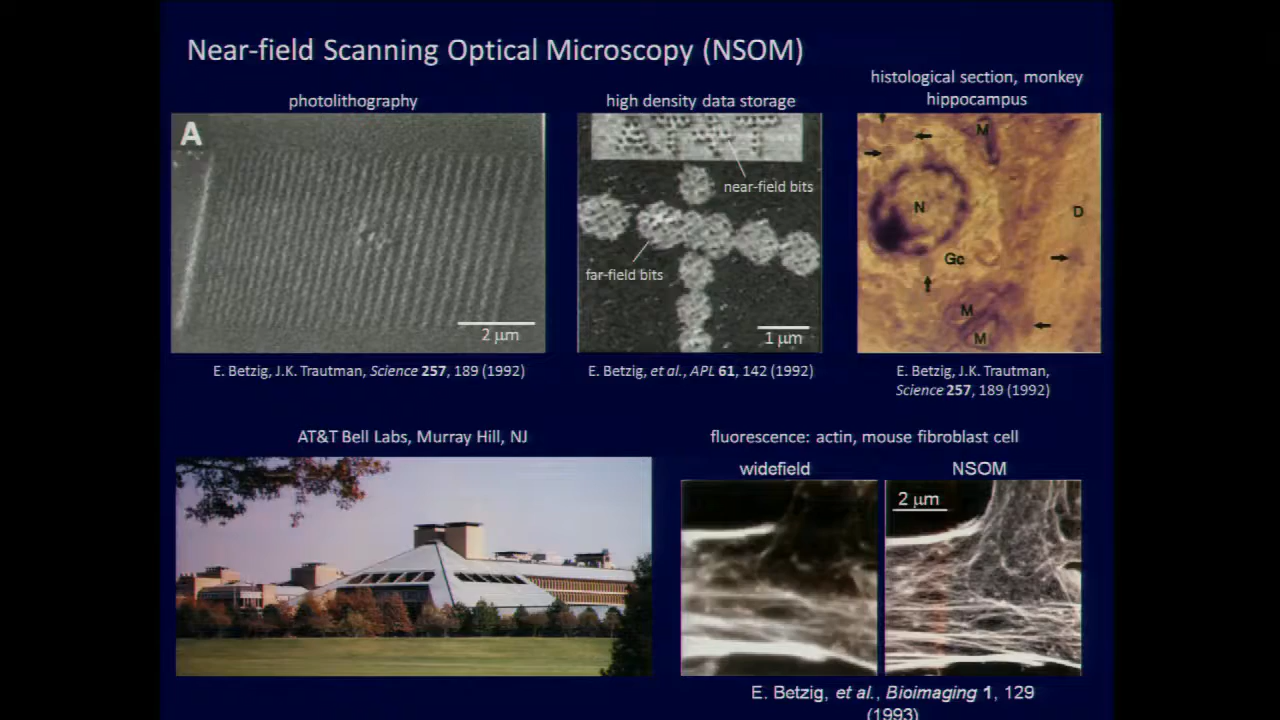 Near-field Scanning Optical Microscopy (NSOM)
photolithography
A
2 μm
E. Betzig, J.K. Trautman, Science 257, 189 (1992)
high density data storage
near-field bits
far-field bits
1 μm
E. Betzig, et al., APL 61, 142 (1992)
histological section, monkey
hippocampus
M
N
D
Gc
M
M
E. Betzig, J.K. Trautman,
Science 257, 189 (1992)
AT&T Bell Labs, Murray Hill, NJ
fluorescence: actin, mouse fibroblast cell
widefield
NSOM
2 μm
E. Betzig, et al., Bioimaging 1, 129
(1993)